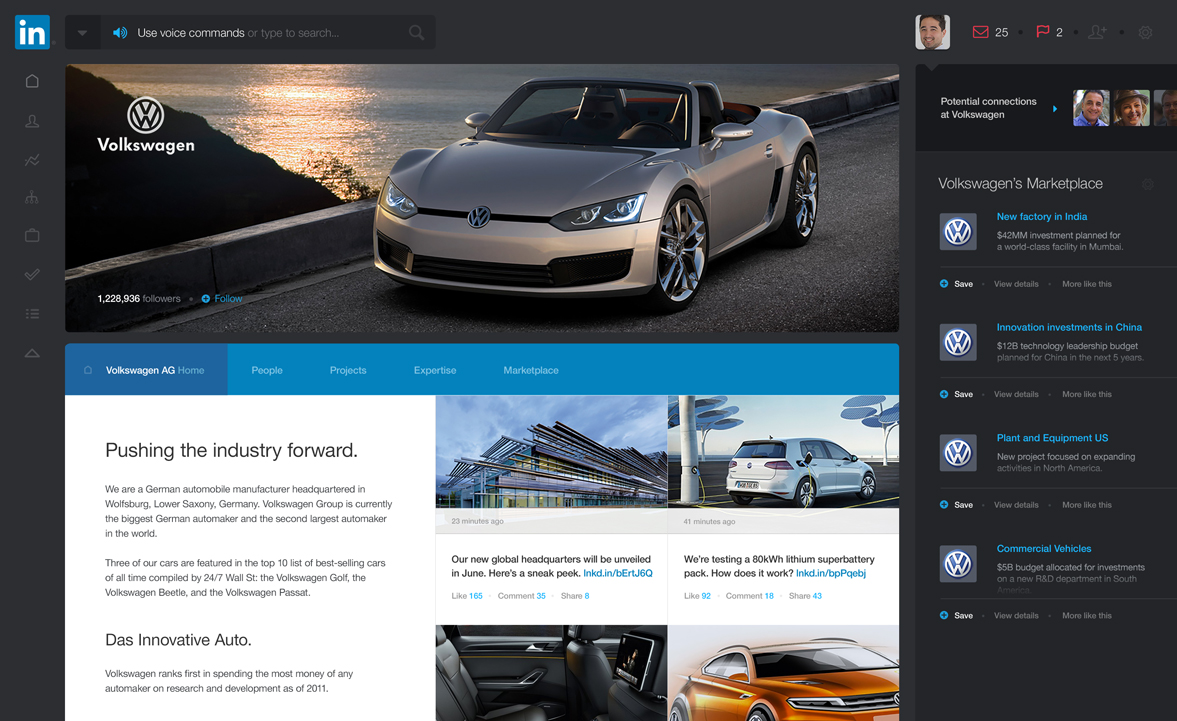 in
Use voice commands or type to search...
25
2
Volkswagen
1,228,936 followers
Follow
Potential connections
at Volkswagen
Volkswagen's Marketplace
New factory in India
$42MM investment planned for
a world-class facility in Mumbai.
Save
View details
More like this
Innovation investments in China
$12B technology leadership budget
planned for China in the next 5 years.
Save
View details
More like this
Plant and Equipment US
New project focused on expanding
activities in North America.
Save
View details
More like this
Commercial Vehicles
$5B budget allocated for investments
on a new R&D department in South
America.
Save
View details
More like this
Volkswagen AG Home
People
Projects
Expertise
Marketplace
Pushing the industry forward.
We are a German automobile manufacturer headquartered in
Wolfsburg, Lower Saxony, Germany. Volkswagen Group is currently
the biggest German automaker and the second largest automaker
in the world.
Three of our cars are featured in the top 10 list of best-selling cars
of all time compiled by 24/7 Wall St: the Volkswagen Golf, the
Volkswagen Beetle, and the Volkswagen Passat.
Das Innovative Auto.
Volkswagen ranks first in spending the most money of any
automaker on research and development as of 2011.
23 minutes ago
Our new global headquarters will be unveiled
in June. Here's a sneak peek. lnkd.in/bErtJ6Q
Like 165 · Comment 35 · Share 8
41 minutes ago
We're testing a 80kWh lithium superbattery
pack. How does it work? lnkd.in/bpPqebj
Like 92 · Comment 18 · Share 43